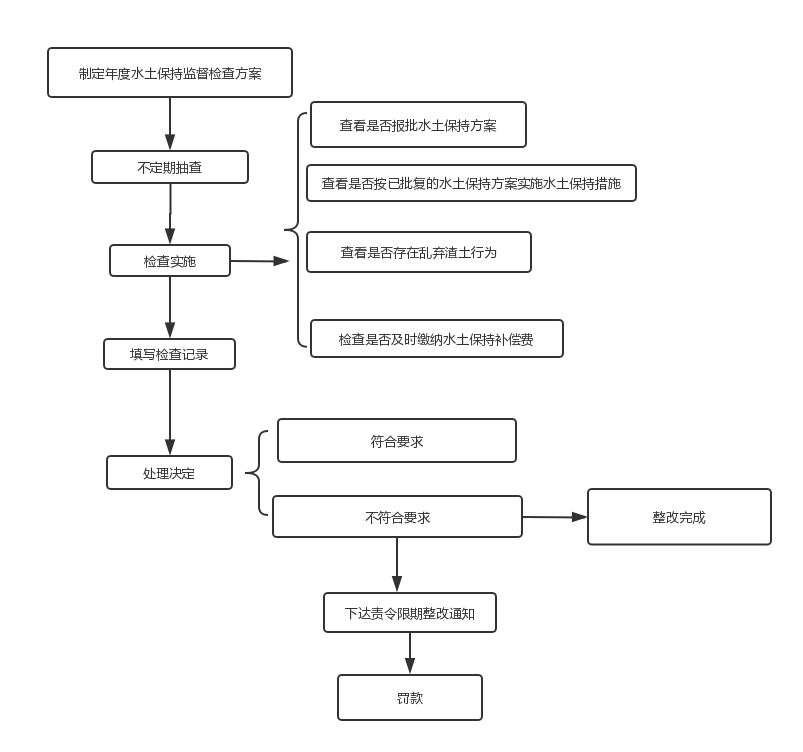 制定年度水土保持监督检查方案
不定期抽查
检查实施
查看是否报批水土保持方案
查看是否按已批复的水土保持方案实施水土保持措施
查看是否存在乱弃渣土行为
检查是否及时缴纳水土保持补偿费
填写检查记录
处理决定
符合要求
不符合要求
整改完成
下达责令限期整改通知
罚款